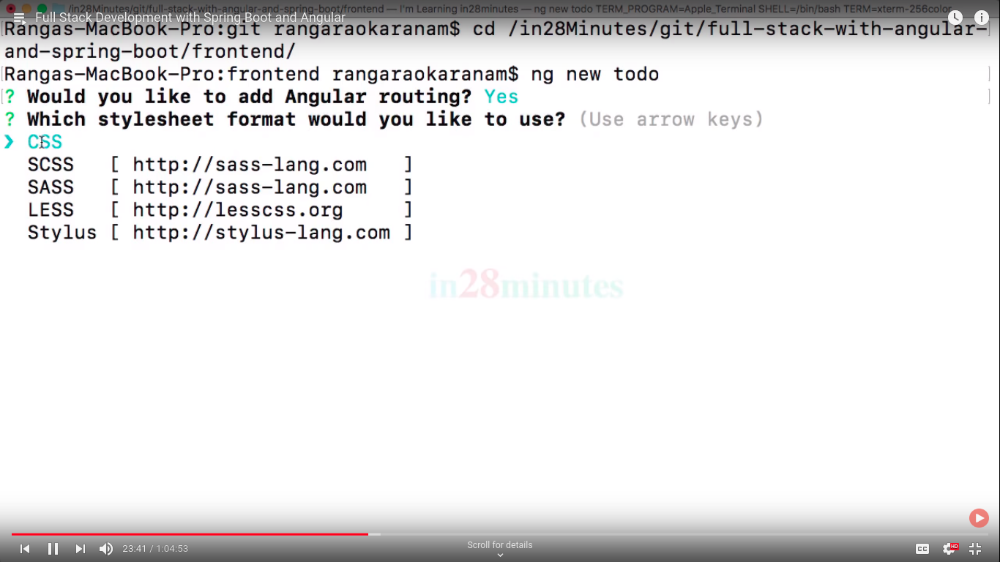 /in28Minutes/git/full-stack-with-angular-and-spring-boot/frontend — I'm Learning in28minutes — ng new todo TERM_PROGRAM=Apple_Terminal SHELL=/bin/bash TERM=xterm-256color
Full Stack Development with Spring Boot and Angular
Rangas-MacBook-Pro:git rangaraokaranam$ cd /in28Minutes/git/full-stack-with-angular-
and-spring-boot/frontend/
[Rangas-MacBook-Pro:frontend rangaraokaranam$ ng new todo ]
? Would you like to add Angular routing? Yes
? Which stylesheet format would you like to use? (Use arrow keys)
❯ CSS
SCSS [ http://sass-lang.com ]
SASS [ http://sass-lang.com ]
LESS [ http://lesscss.org ]
Stylus [ http://stylus-lang.com ]
in28minutes
23:41 / 1:04:53
Scroll for details
CC
HD